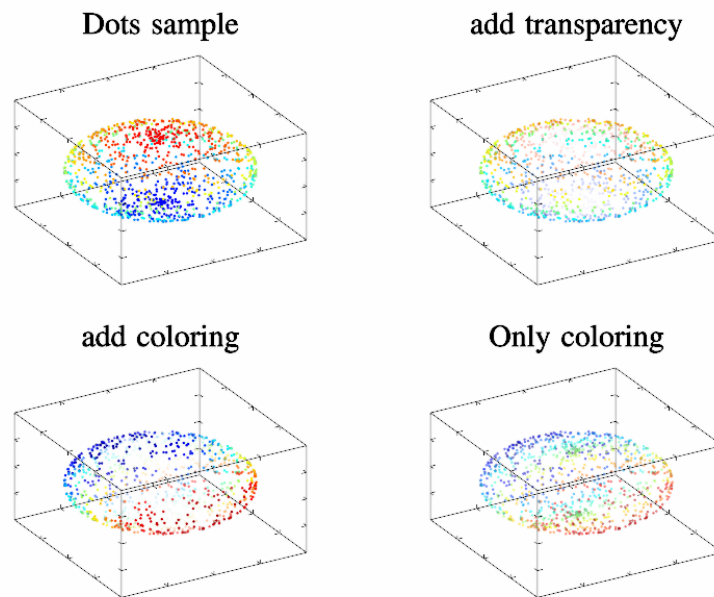 Dots sample
add transparency
add coloring
Only coloring